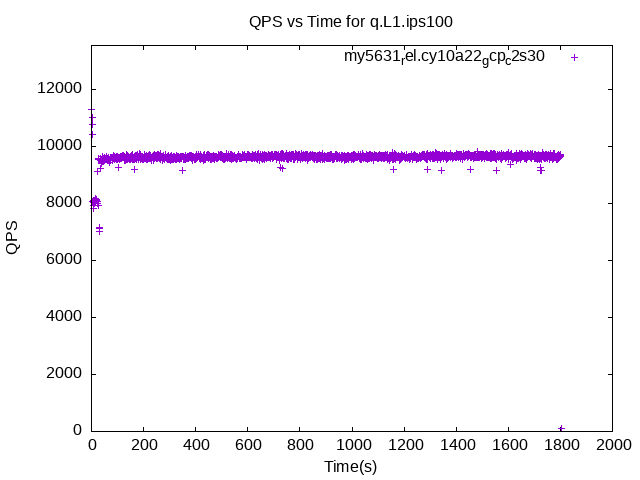 QPS vs Time for q.L1.ips100
my5631rel.cy10a22gcpc2s30
12000
10000
8000
6000
4000
2000
0
QPS
0 200 400 600 800 1000 1200 1400 1600 1800 2000
Time(s)